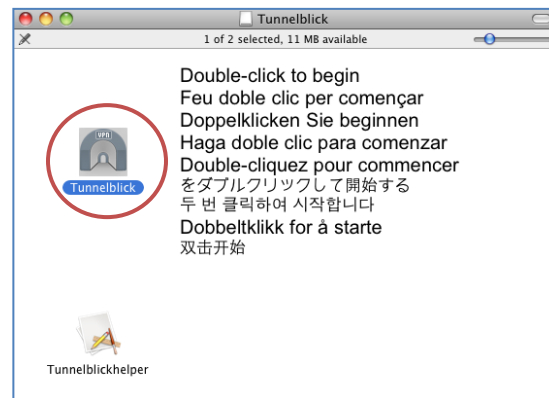 Tunnelblick
1 of 2 selected, 11 MB available
Double-click to begin
Feu doble clic per començar
Doppelklicken Sie beginnen
Haga doble clic para comenzar
Double-cliquez pour commencer
をダブルクリックして開始する
두 번 클릭하여 시작합니다
Dobbeltklikk for å starte
双击开始
VPN
Tunnelblick
Tunnelblickhelper